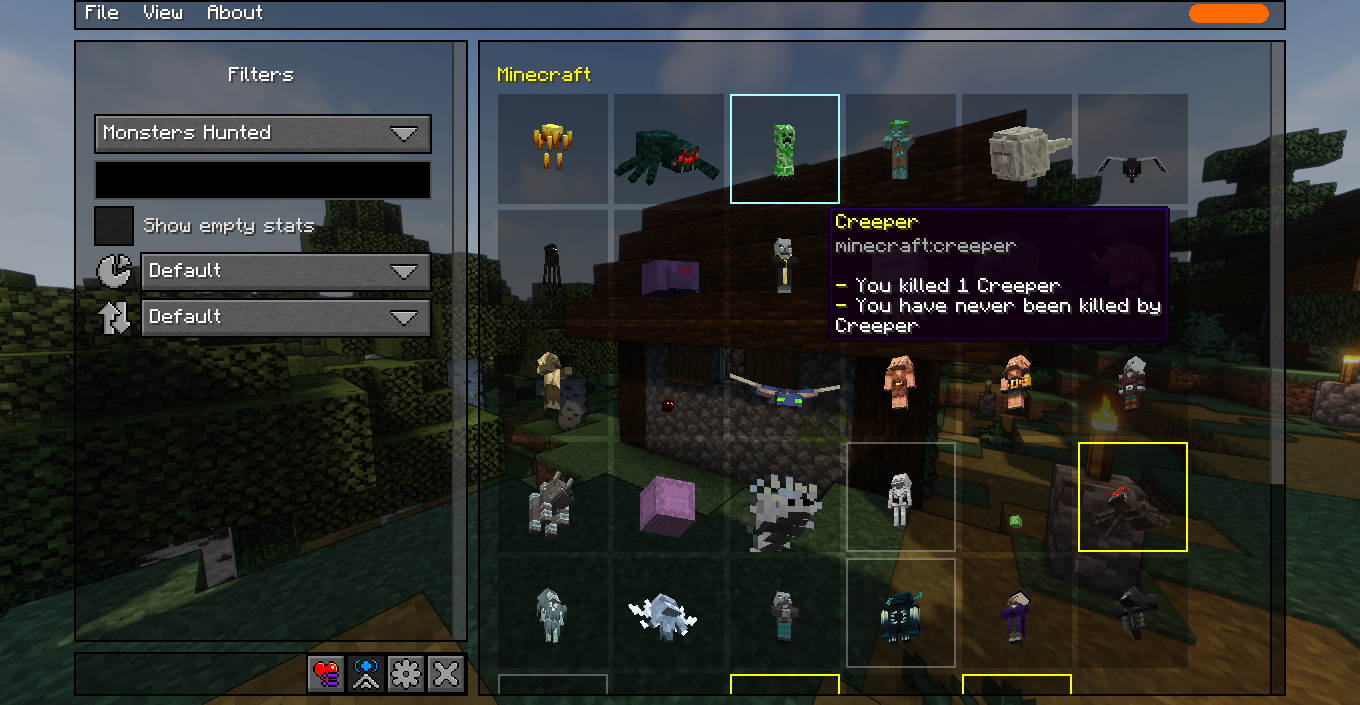 File View About
Filters
Monsters Hunted
Show empty stats
Default
Default
Minecraft
Creeper
minecraft:creeper
- You killed 1 Creeper
- You have never been killed by
Creeper